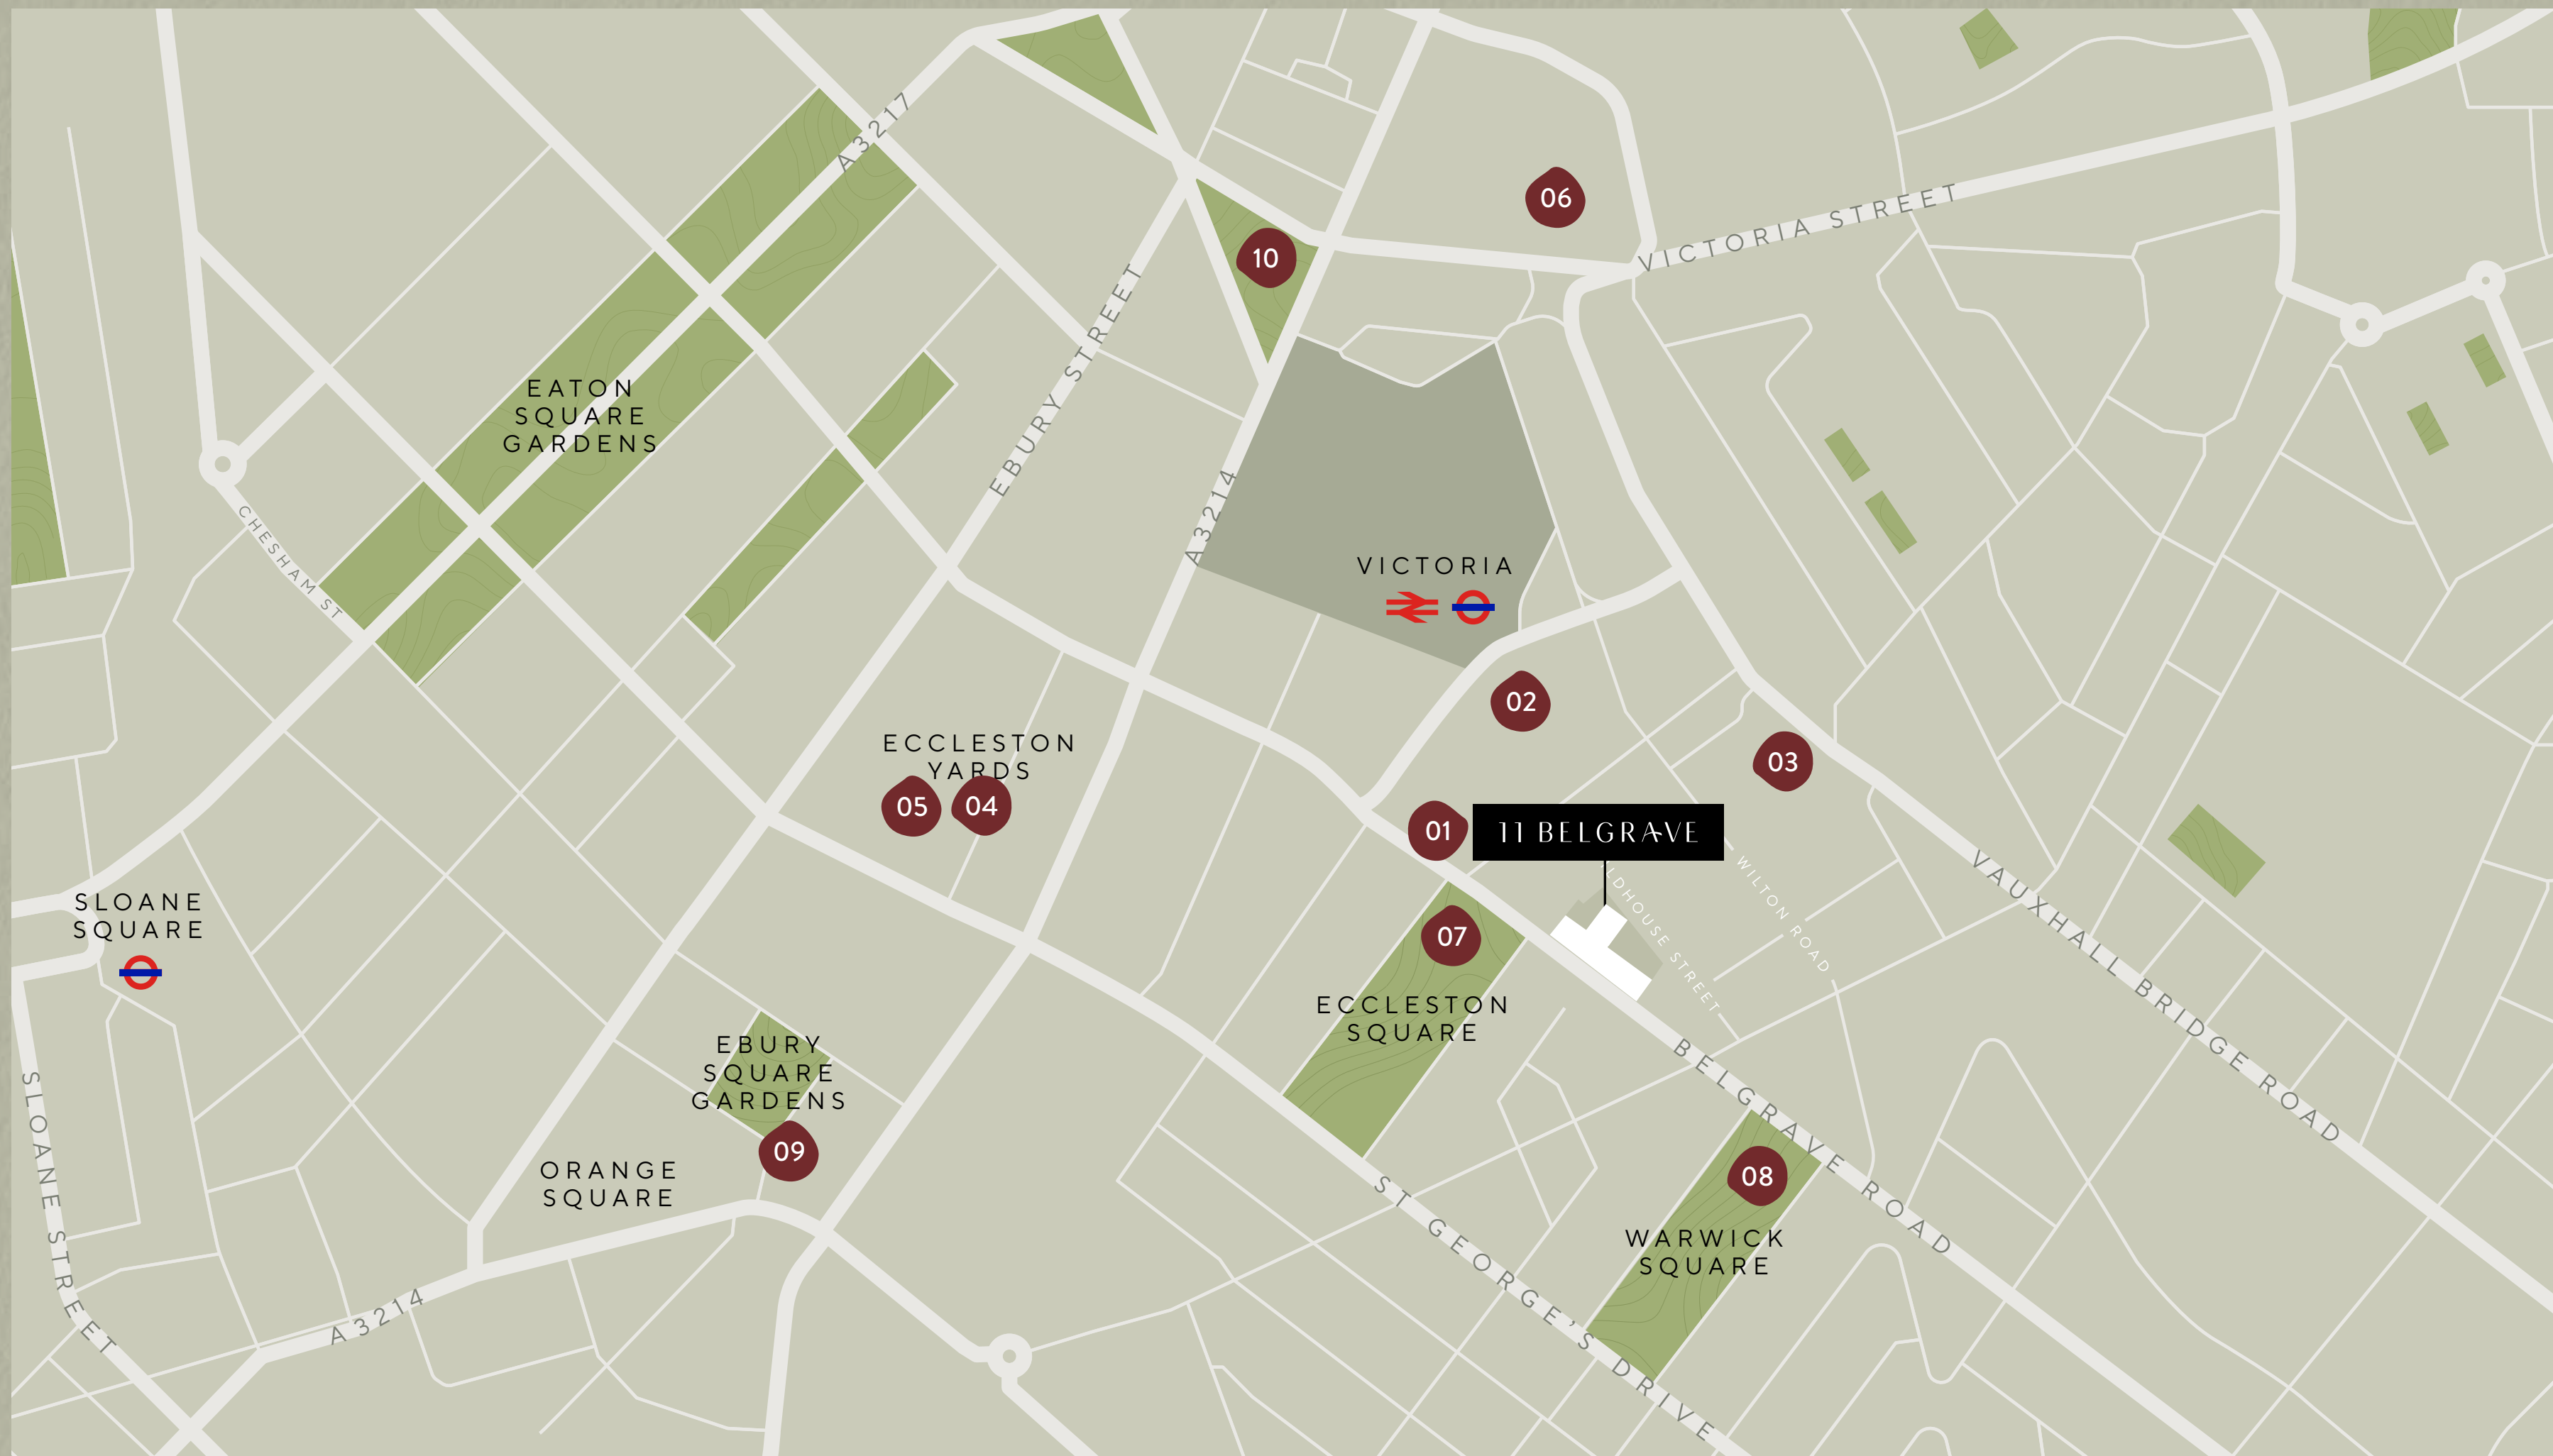 A3217
06
VICTORIA STREET
10
EBURY STREET
EATON
SQUARE
GARDENS
A3214
CHESHAM ST
VICTORIA
02
ECCLESTON
YARDS
03
05
04
01
11 BELGRAVE
WILTON ROAD
VAUXHALL BRIDGE ROAD
SLOANE
SQUARE
07
STREET
ECCLESTON
SQUARE
EBURY
SQUARE
GARDENS
BELGRAVE ROAD
SLOANE STREET
09
ORANGE
SQUARE
08
ST GEORGE'S DRIVE
WARWICK
SQUARE
A3214